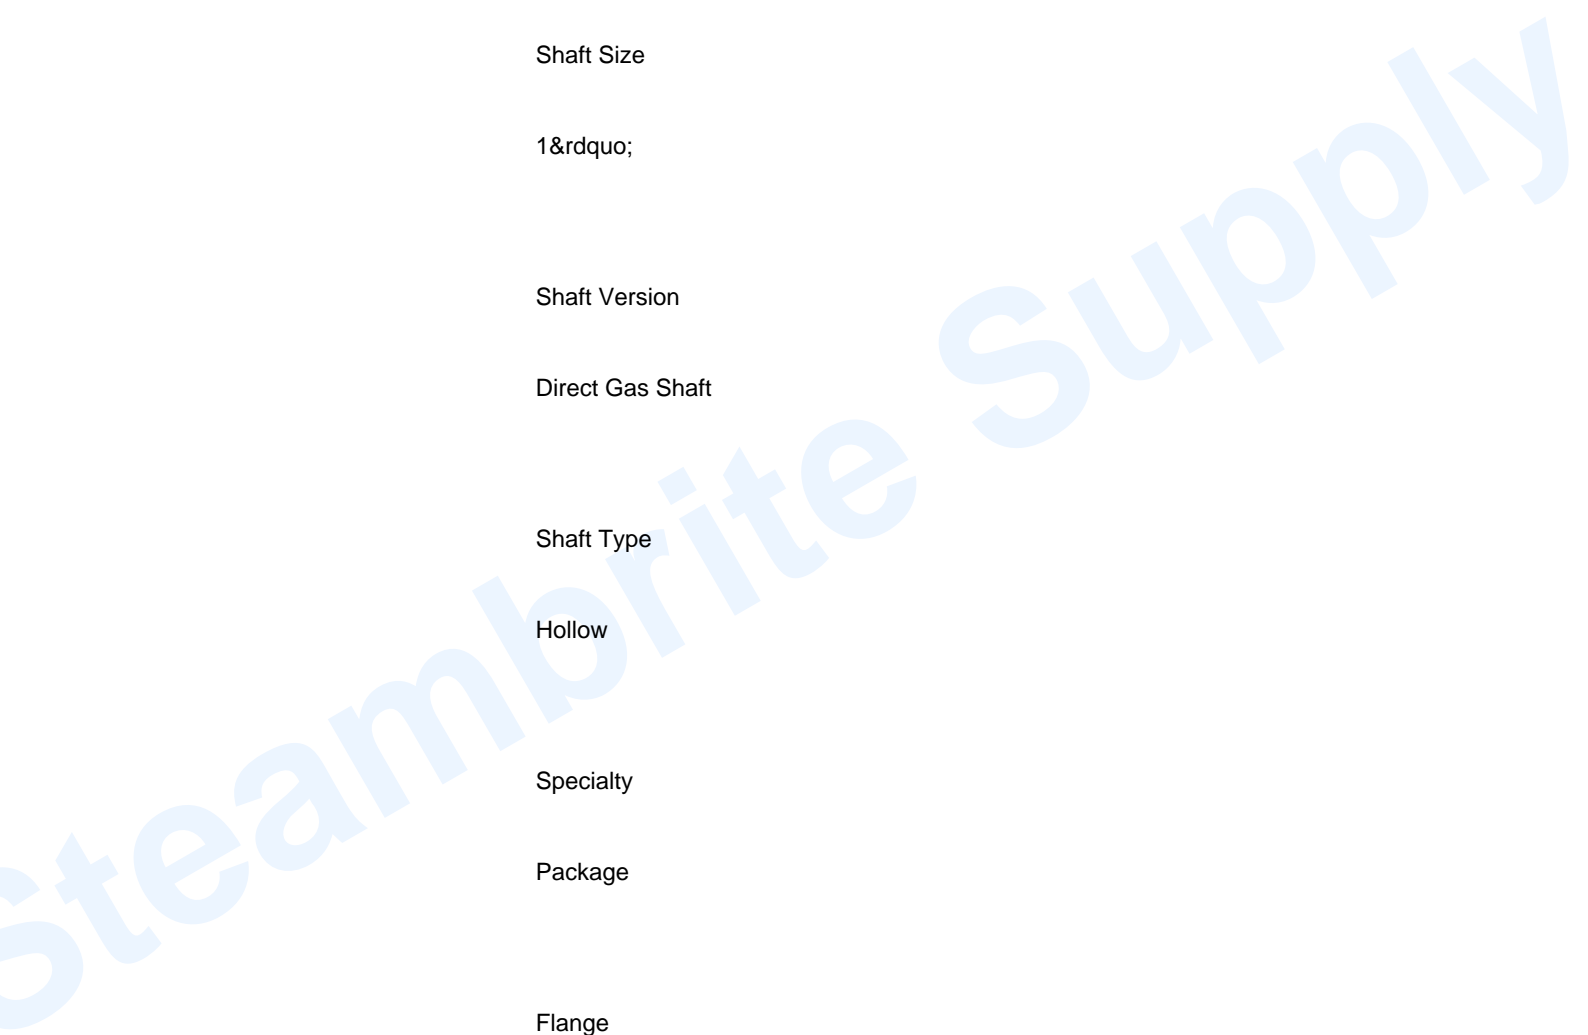 Shaft Size
1&rdquo;
Shaft Version
Direct Gas Shaft
Shaft Type
Hollow
Specialty
Package
Flange
Steambrite Supply